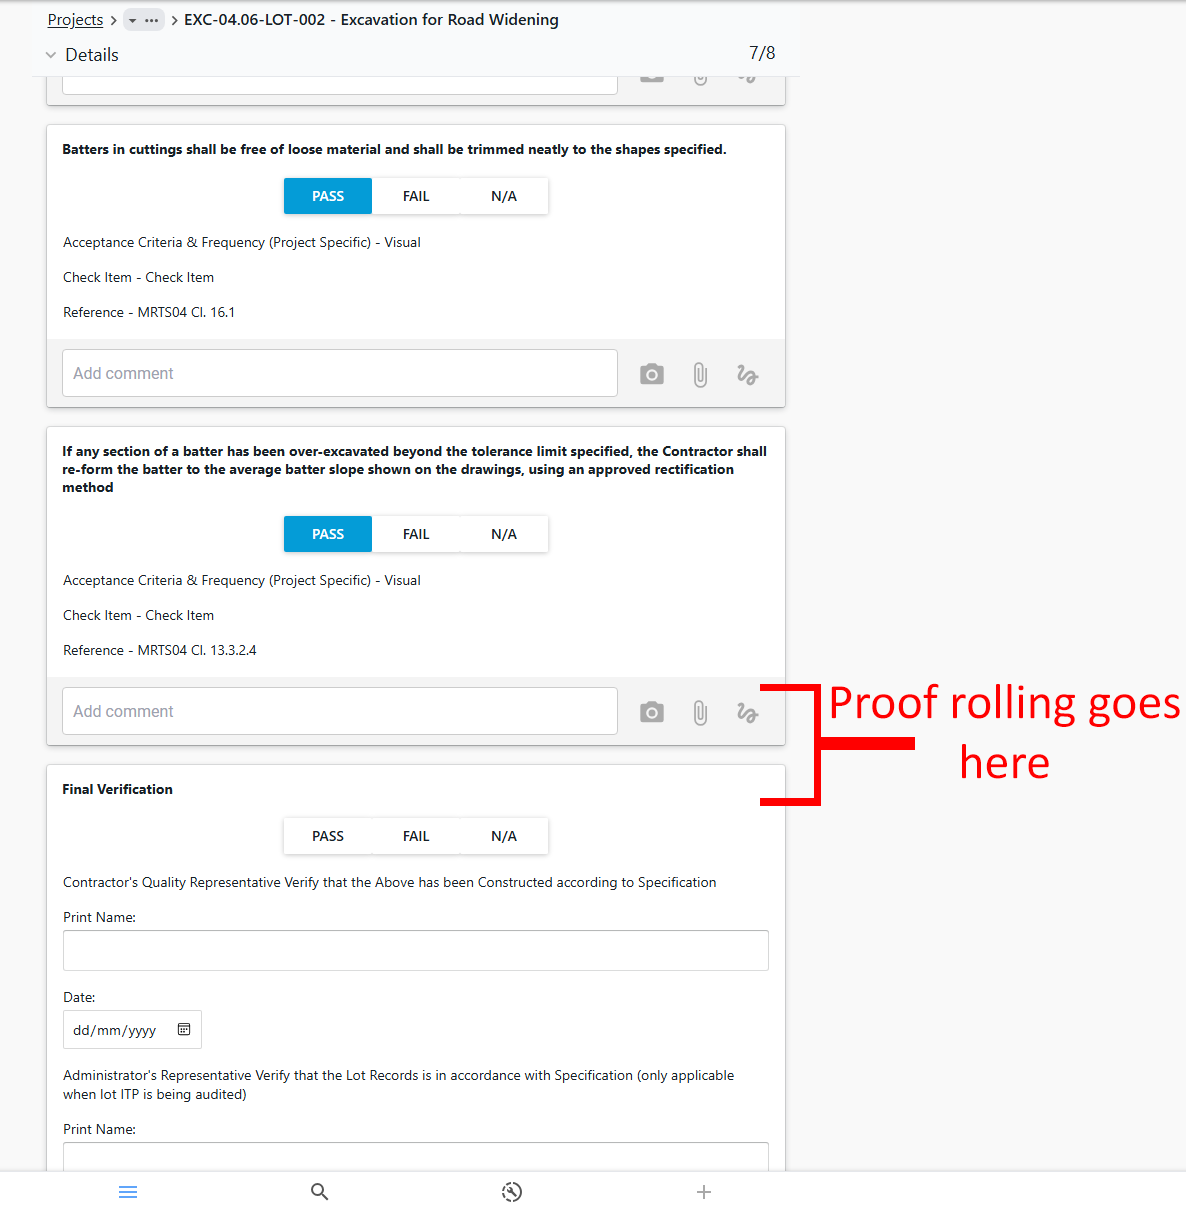 Projects > ... > EXC-04.06-LOT-002 - Excavation for Road Widening
Details 7/8
Batters in cuttings shall be free of loose material and shall be trimmed neatly to the shapes specified.
PASS FAIL N/A
Acceptance Criteria & Frequency (Project Specific) - Visual
Check Item - Check Item
Reference - MRTS04 Cl. 16.1
Add comment
If any section of a batter has been over-excavated beyond the tolerance limit specified, the Contractor shall
re-form the batter to the average batter slope shown on the drawings, using an approved rectification
method
PASS FAIL N/A
Acceptance Criteria & Frequency (Project Specific) - Visual
Check Item - Check Item
Reference - MRTS04 Cl. 13.3.2.4
Add comment
Proof rolling goes
here
Final Verification
PASS FAIL N/A
Contractor's Quality Representative Verify that the Above has been Constructed according to Specification
Print Name:
Date:
dd/mm/yyyy
Administrator's Representative Verify that the Lot Records is in accordance with Specification (only applicable
when lot ITP is being audited)
Print Name: